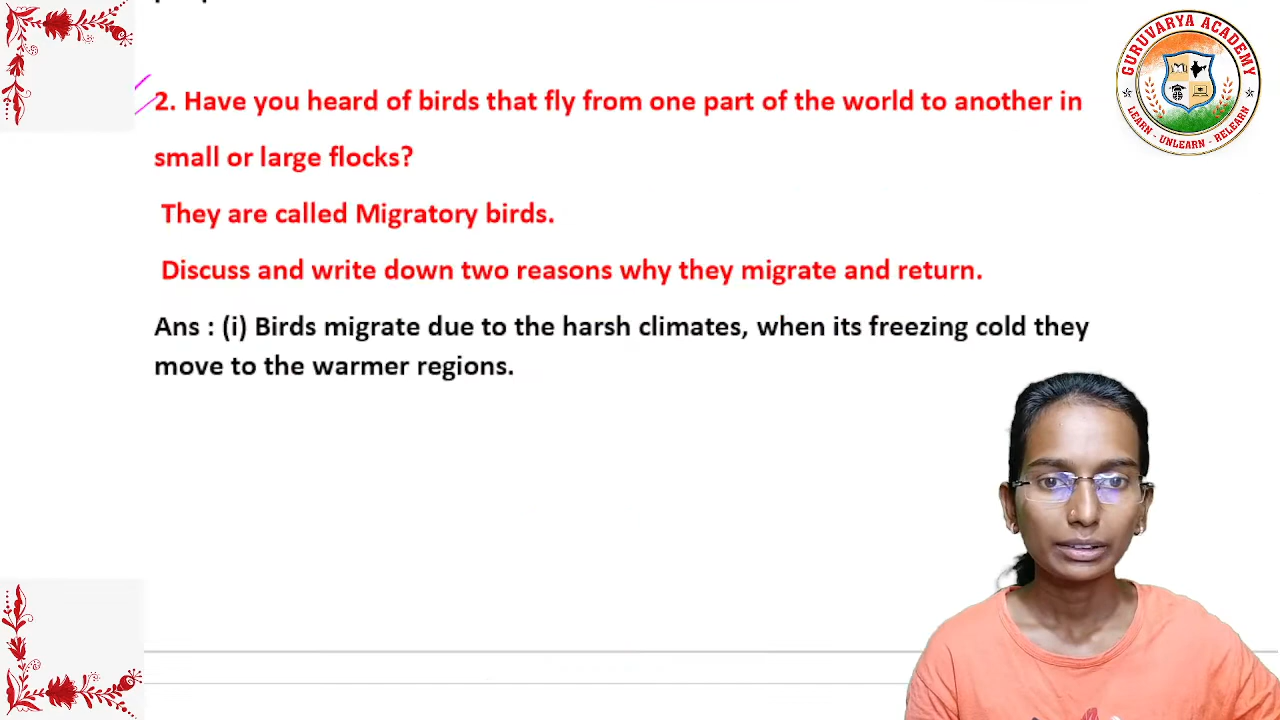 2. Have you heard of birds that fly from one part of the world to another in
small or large flocks?
They are called Migratory birds.
Discuss and write down two reasons why they migrate and return.
Ans : (i) Birds migrate due to the harsh climates, when its freezing cold they
move to the warmer regions.
GURUVARYA ACADEMY
LEARN - UNLEARN - RELEARN